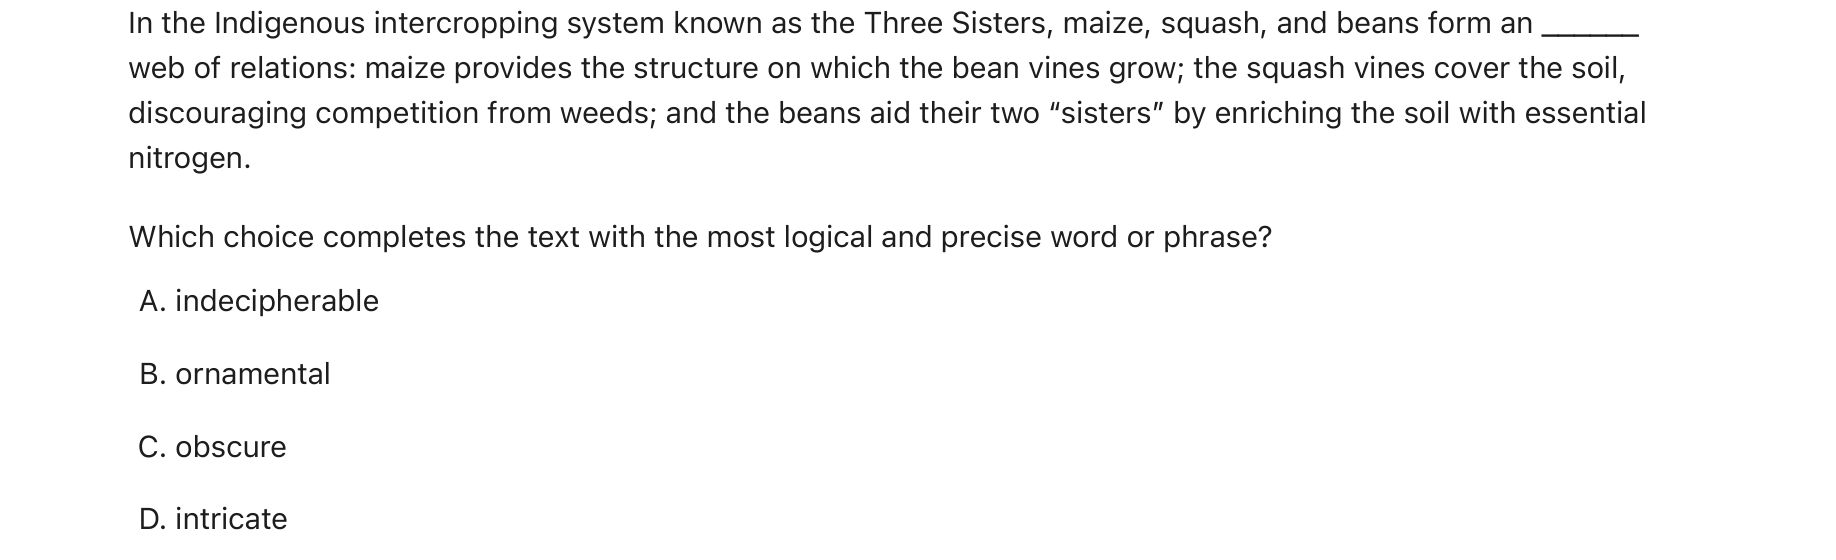 In the Indigenous intercropping system known as the Three Sisters, maize, squash, and beans form an ______
web of relations: maize provides the structure on which the bean vines grow; the squash vines cover the soil,
discouraging competition from weeds; and the beans aid their two “sisters” by enriching the soil with essential
nitrogen.
Which choice completes the text with the most logical and precise word or phrase?
A. indecipherable
B. ornamental
C. obscure
D. intricate